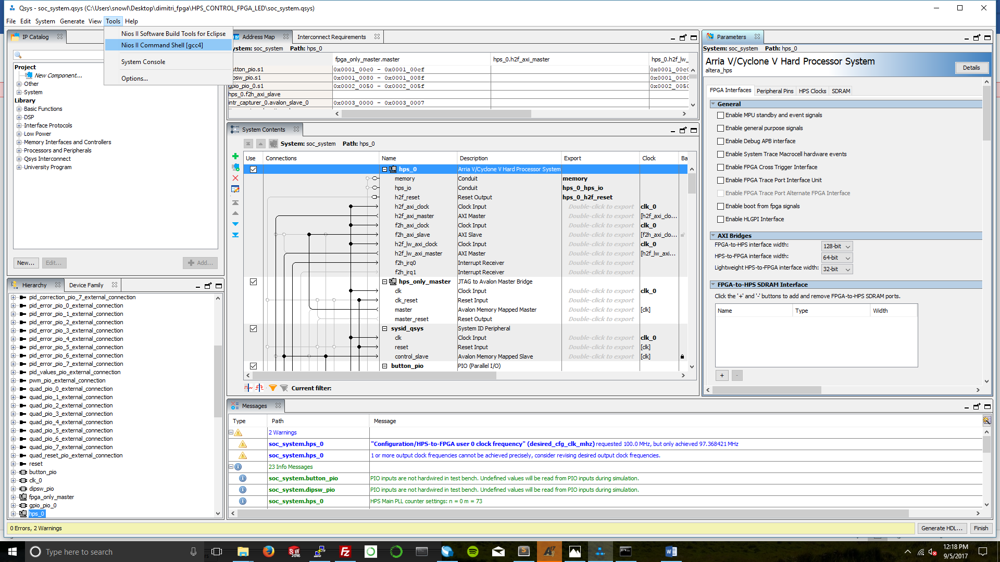 Qsys - soc_system.qsys (C:\Users\snowl\Desktop\dimitri_fpga\HPS_CONTROL_FPGA_LED\soc_system.qsys)
File Edit System Generate View Tools Help
Nios II Software Build Tools for Eclipse
Nios II Command Shell [gcc4]
System Console
Options...
IP Catalog
Project
New Component...
Other
System
Library
Basic Functions
DSP
Interface Protocols
Low Power
Memory Interfaces and Controllers
Processors and Peripherals
Qsys Interconnect
University Program
New... Edit... Add...
Hierarchy Device Family
pid_correction_pio_7_external_connection
pid_error_pio_0_external_connection
pid_error_pio_1_external_connection
pid_error_pio_2_external_connection
pid_error_pio_3_external_connection
pid_error_pio_4_external_connection
pid_error_pio_5_external_connection
pid_error_pio_6_external_connection
pid_error_pio_7_external_connection
pid_values_pio_external_connection
pwm_pio_external_connection
quad_pio_0_external_connection
quad_pio_1_external_connection
quad_pio_2_external_connection
quad_pio_3_external_connection
quad_pio_4_external_connection
quad_pio_5_external_connection
quad_pio_6_external_connection
quad_pio_7_external_connection
quad_reset_pio_external_connection
reset
button_pio
clk_0
dipsw_pio
fpga_only_master
gpio_pio_0
hps_0
Address Map Interconnect Requirements
ystem: soc_system Path: hps_0
fpga_only_master.master hps_0.h2f_axi_master hps_0.h2f_lw_
utton_pio.s1 0x0001_00c0 - 0x0001_00cf 0x0001_00c0
ipsw_pio.s1 0x0001_0080 - 0x0001_008f 0x0001_0080
gpio_pio_0.s1 0x0002_0050 - 0x0002_005f 0x0002_0050
hps_0.f2h_axi_slave
intr_capturer_0.avalon_slave_0 0x0003_0000 - 0x0003_0007
System Contents
System: soc_system Path: hps_0
Use Connections Name Description Export Clock Ba
hps_0 Arria V/Cyclone V Hard Processor System
memory Conduit memory
hps_io Conduit hps_0_hps_io
h2f_reset Reset Output hps_0_h2f_reset
h2f_axi_clock Clock Input Double-click to export clk_0
h2f_axi_master AXI Master Double-click to export [h2f_axi_clo...
f2h_axi_clock Clock Input Double-click to export clk_0
f2h_axi_slave AXI Slave Double-click to export [f2h_axi_clo...
h2f_lw_axi_clock Clock Input Double-click to export clk_0
h2f_lw_axi_master AXI Master Double-click to export [h2f_lw_axi...
f2h_irq0 Interrupt Receiver Double-click to export
f2h_irq1 Interrupt Receiver Double-click to export
hps_only_master JTAG to Avalon Master Bridge
clk Clock Input Double-click to export clk_0
clk_reset Reset Input Double-click to export
master Avalon Memory Mapped Master Double-click to export [clk]
master_reset Reset Output Double-click to export
sysid_qsys System ID Peripheral
clk Clock Input Double-click to export clk_0
reset Reset Input Double-click to export [clk]
control_slave Avalon Memory Mapped Slave Double-click to export [clk]
button_pio PIO (Parallel I/O)
Current filter:
Parameters
System: soc_system Path: hps_0
Arria V/Cyclone V Hard Processor System
altera_hps
Details
FPGA Interfaces Peripheral Pins HPS Clocks SDRAM
General
Enable MPU standby and event signals
Enable general purpose signals
Enable Debug APB interface
Enable System Trace Macrocell hardware events
Enable FPGA Cross Trigger Interface
Enable FPGA Trace Port Interface Unit
Enable FPGA Trace Port Alternate FPGA Interface
Enable boot from fpga signals
Enable HLGPI Interface
AXI Bridges
FPGA-to-HPS interface width: 128-bit
HPS-to-FPGA interface width: 64-bit
Lightweight HPS-to-FPGA interface width: 32-bit
FPGA-to-HPS SDRAM Interface
Click the '+' and '-' buttons to add and remove FPGA-to-HPS SDRAM ports.
Name Type Width
+ -
Messages
Type Path Message
2 Warnings
soc_system.hps_0 "Configuration/HPS-to-FPGA user 0 clock frequency" (desired_cfg_clk_mhz) requested 100.0 MHz, but only achieved 97.368421 MHz
soc_system.hps_0 1 or more output clock frequencies cannot be achieved precisely, consider revising desired output clock frequencies.
23 Info Messages
soc_system.button_pio PIO inputs are not hardwired in test bench. Undefined values will be read from PIO inputs during simulation.
soc_system.dipsw_pio PIO inputs are not hardwired in test bench. Undefined values will be read from PIO inputs during simulation.
soc_system.hps_0 HPS Main PLL counter settings: n = 0 m = 73
0 Errors, 2 Warnings
Generate HDL... Finish
Type here to search
SW 2016
12:18 PM
9/5/2017